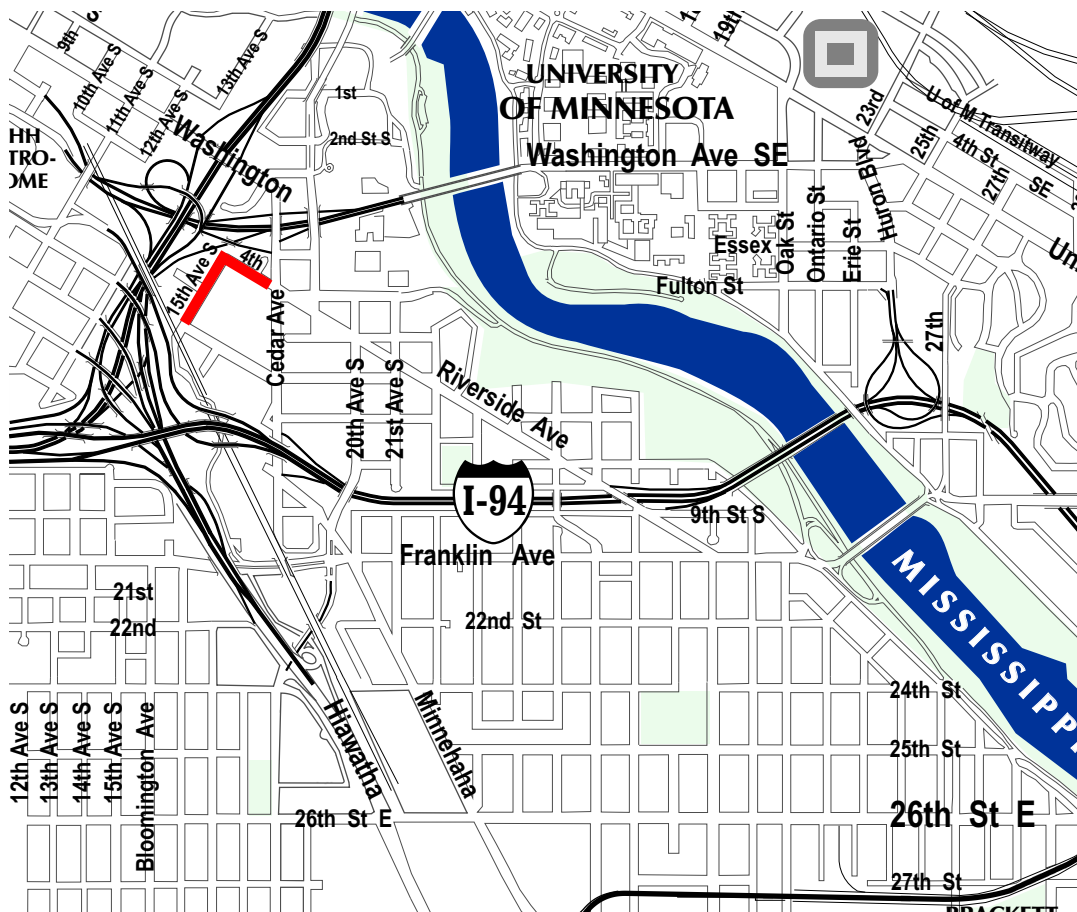 19th
9th
10th Ave S
11th Ave S
12th Ave S
13th Ave S
1st
2nd St S
UNIVERSITY
OF MINNESOTA
Washington Ave SE
Washington
HH
TRO-
OME
23rd
25th
27th
U of M Transitway
4th St SE
Huron Blvd
Essex
Oak St
Ontario St
Erie St
Fulton St
15th Ave S
4th
Cedar Ave
20th Ave S
21st Ave S
Riverside Ave
27th
I-94
9th St S
Franklin Ave
21st
22nd
22nd St
MISSISSIPP
24th St
25th St
12th Ave S
13th Ave S
14th Ave S
15th Ave S
Bloomington Ave
Hiawatha
Minnehaha
26th St E
26th St E
27th St
BRACKETT